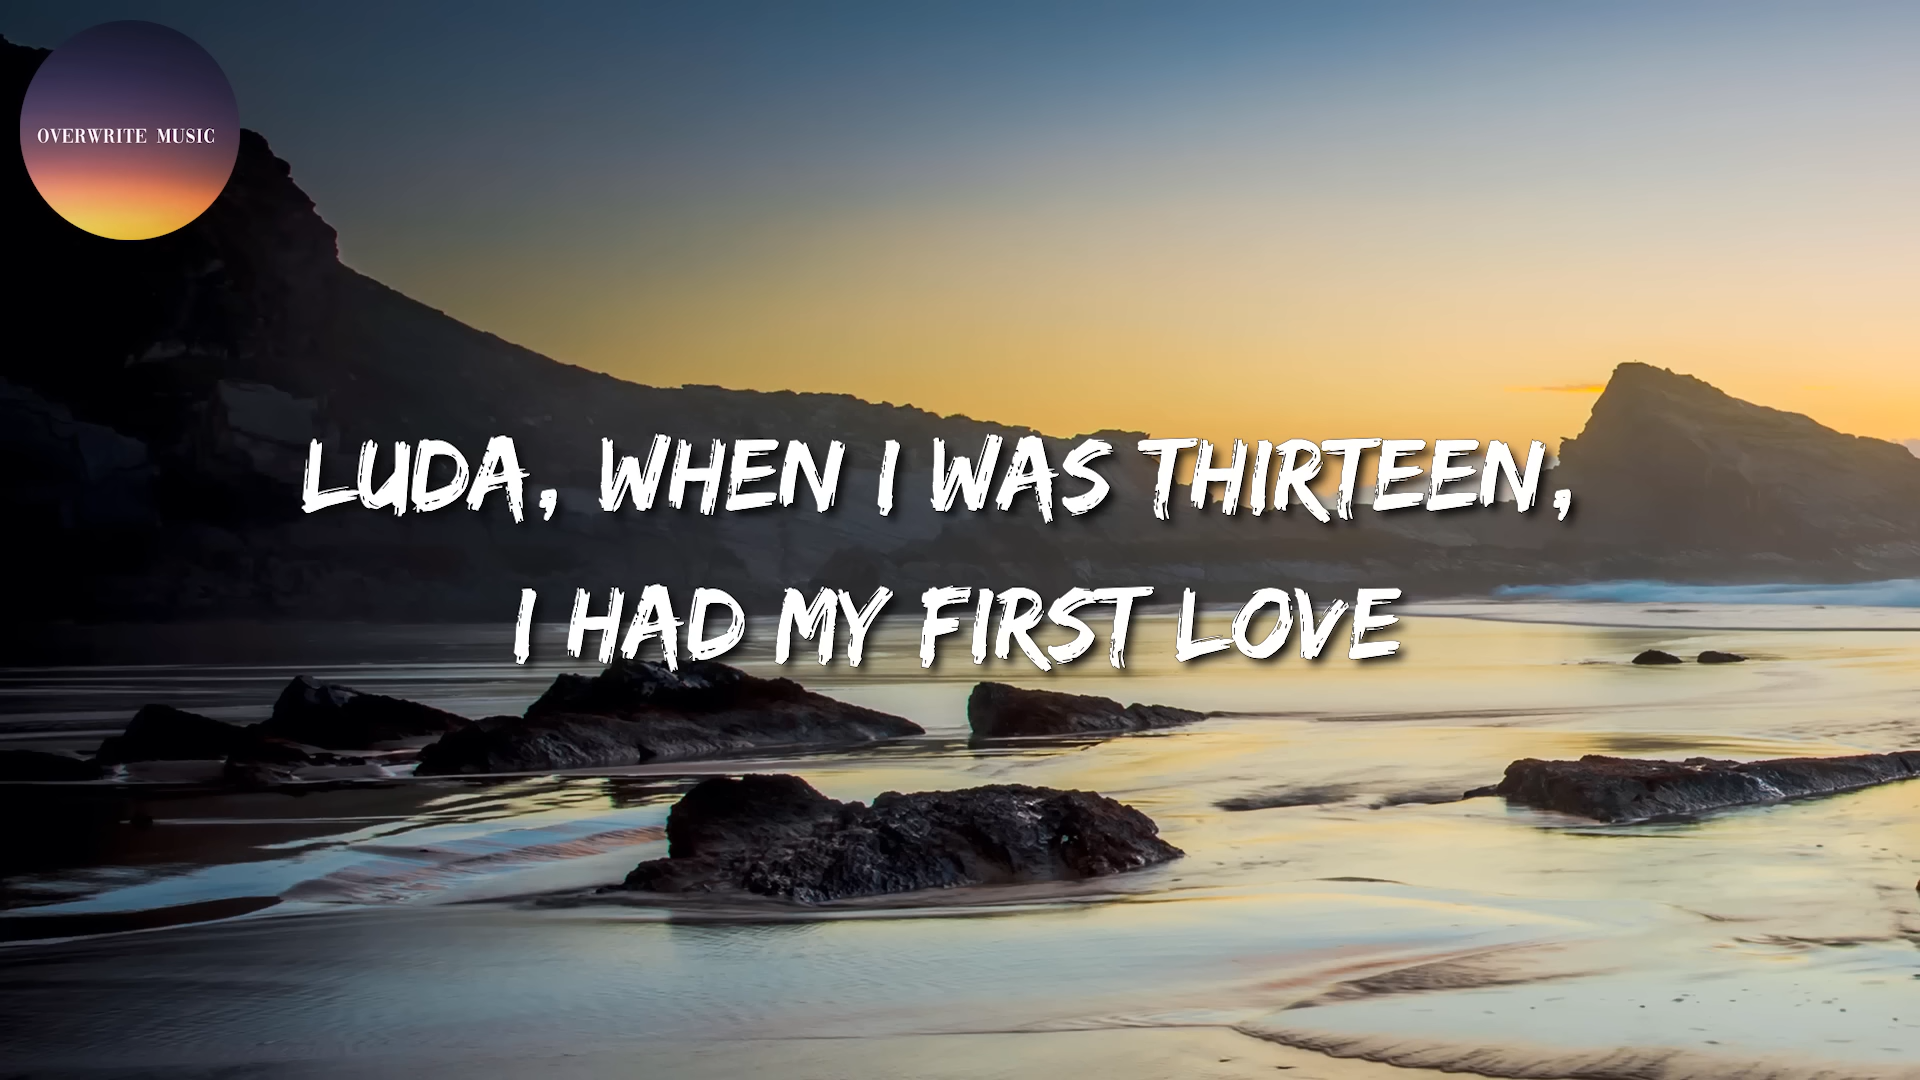 OVERWRITE MUSIC
LUDA, WHEN I WAS THIRTEEN,
I HAD MY FIRST LOVE